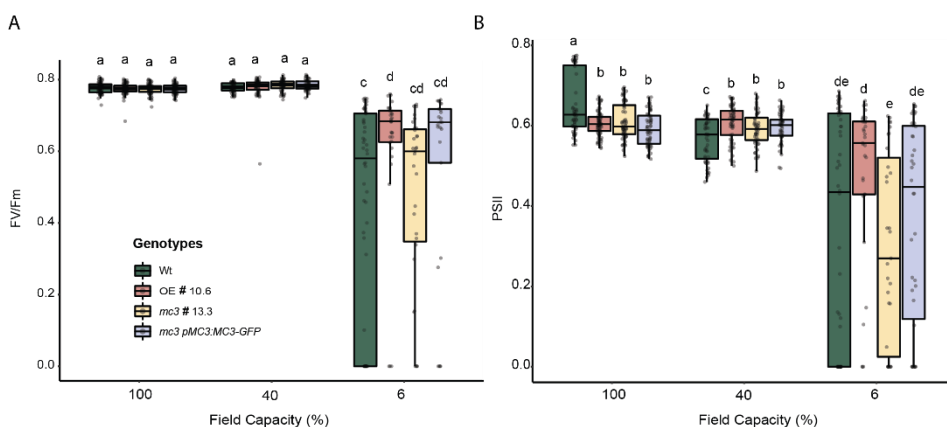 A
a a a a
a a a a
c d cd cd
0.8
0.6
0.4
0.2
0.0
FV/Fm
Genotypes
Wt
OE # 10.6
mc3 # 13.3
mc3 pMC3:MC3-GFP
100 40 6
Field Capacity (%)
B
a b b b
c b b b
de d e de
0.8
0.6
0.4
0.2
0.0
PSII
100 40 6
Field Capacity (%)